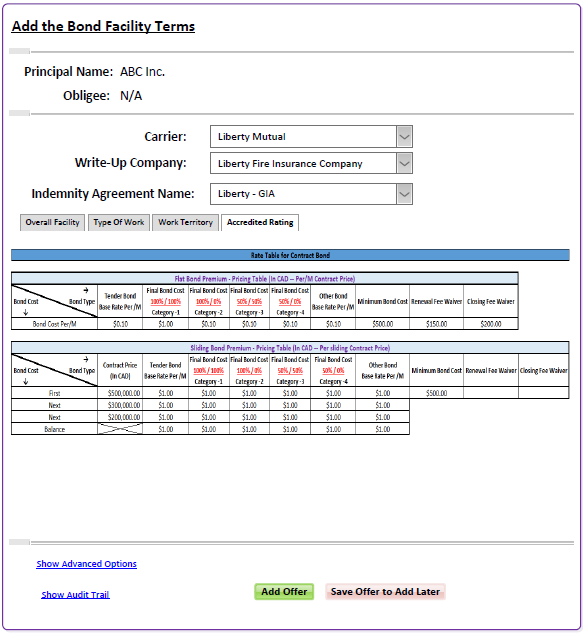 Add the Bond Facility Terms
Principal Name: ABC Inc.
Obligee: N/A
Carrier: Liberty Mutual
Write-Up Company: Liberty Fire Insurance Company
Indemnity Agreement Name: Liberty - GIA
Overall Facility Type Of Work Work Territory Accredited Rating
Rate Table for Contract Bond
Flat Bond Premium - Pricing Table (In CAD -- Per/M Contract Price)
Bond Cost ↓ Bond Type → Tender Bond Base Rate Per /M Final Bond Cost 100% / 100% Category -1 Final Bond Cost 100% / 0% Category -2 Final Bond Cost 50% / 50% Category -3 Final Bond Cost 50% / 0% Category -4 Other Bond Base Rate Per /M Minimum Bond Cost Renewal Fee Waiver Closing Fee Waiver
Bond Cost Per/M $0.10 $1.00 $0.10 $0.10 $0.10 $0.10 $500.00 $150.00 $200.00
Sliding Bond Premium - Pricing Table (In CAD -- Per sliding Contract Price)
Bond Cost ↓ Bond Type → Contract Price (In CAD) Tender Bond Base Rate Per /M Final Bond Cost 100% / 100% Category -1 Final Bond Cost 100% / 0% Category -2 Final Bond Cost 50% / 50% Category -3 Final Bond Cost 50% / 0% Category -4 Other Bond Base Rate Per /M Minimum Bond Cost Renewal Fee Waiver Closing Fee Waiver
First $500,000.00 $1.00 $1.00 $1.00 $1.00 $1.00 $1.00 $500.00
Next $300,000.00 $1.00 $1.00 $1.00 $1.00 $1.00 $1.00
Next $200,000.00 $1.00 $1.00 $1.00 $1.00 $1.00 $1.00
Balance $1.00 $1.00 $1.00 $1.00 $1.00 $1.00
Show Advanced Options
Show Audit Trail Add Offer Save Offer to Add Later